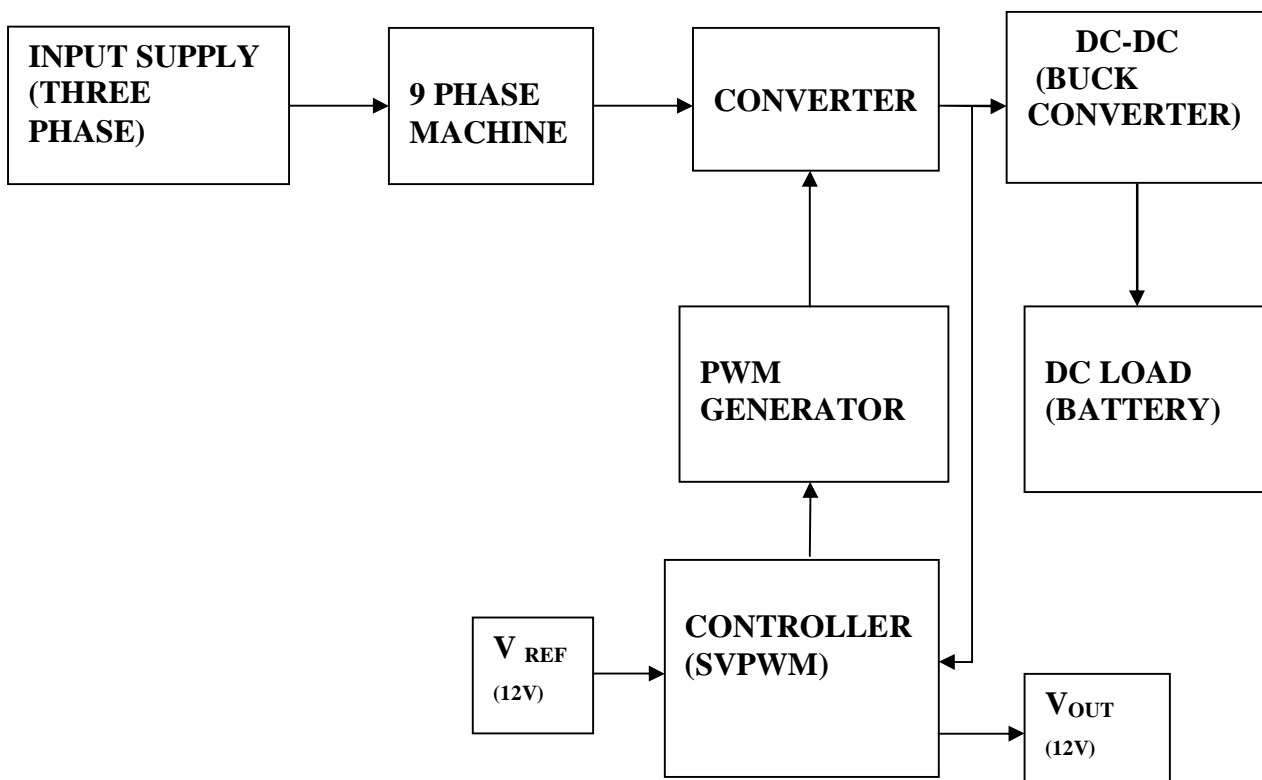 INPUT SUPPLY
(THREE
PHASE)
9 PHASE
MACHINE
CONVERTER
DC-DC
(BUCK
CONVERTER)
PWM
GENERATOR
DC LOAD
(BATTERY)
V REF
(12V)
CONTROLLER
(SVPWM)
VOUT
(12V)